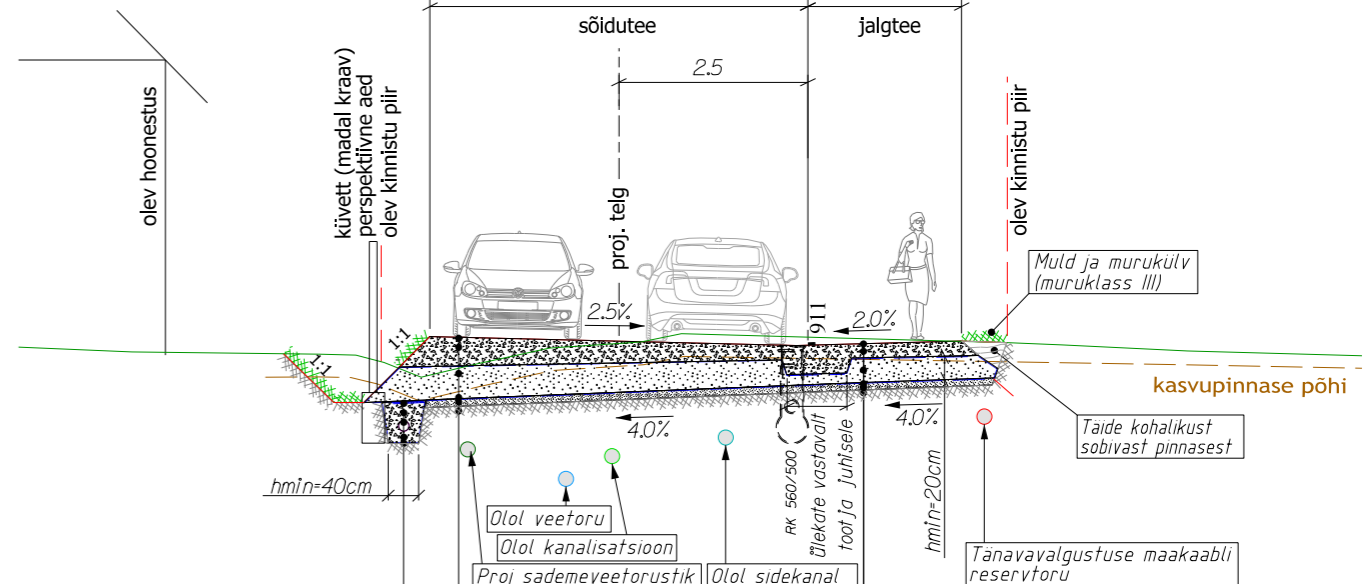 sõidutee
jalgtee
2.5
olev hoonestus
küvett (madal kraav)
perspektiivne aed
olev kinnistu piir
proj. telg
olev kinnistu piir
Muld ja murukülv
(muruklass III)
2.5%
911
2.0%
1:1
1:1
kasvupinnase põhi
4.0%
4.0%
Täide kohalikust
sobivast pinnasest
hmin=40cm
RK 560/500
ülekate vastavalt
tootja juhisele
hmin=20cm
Olol veetoru
Olol kanalisatsioon
Proj sademeveetorustik
Olol sidekanal
Tänavavalgustuse maakaabli
reservtoru